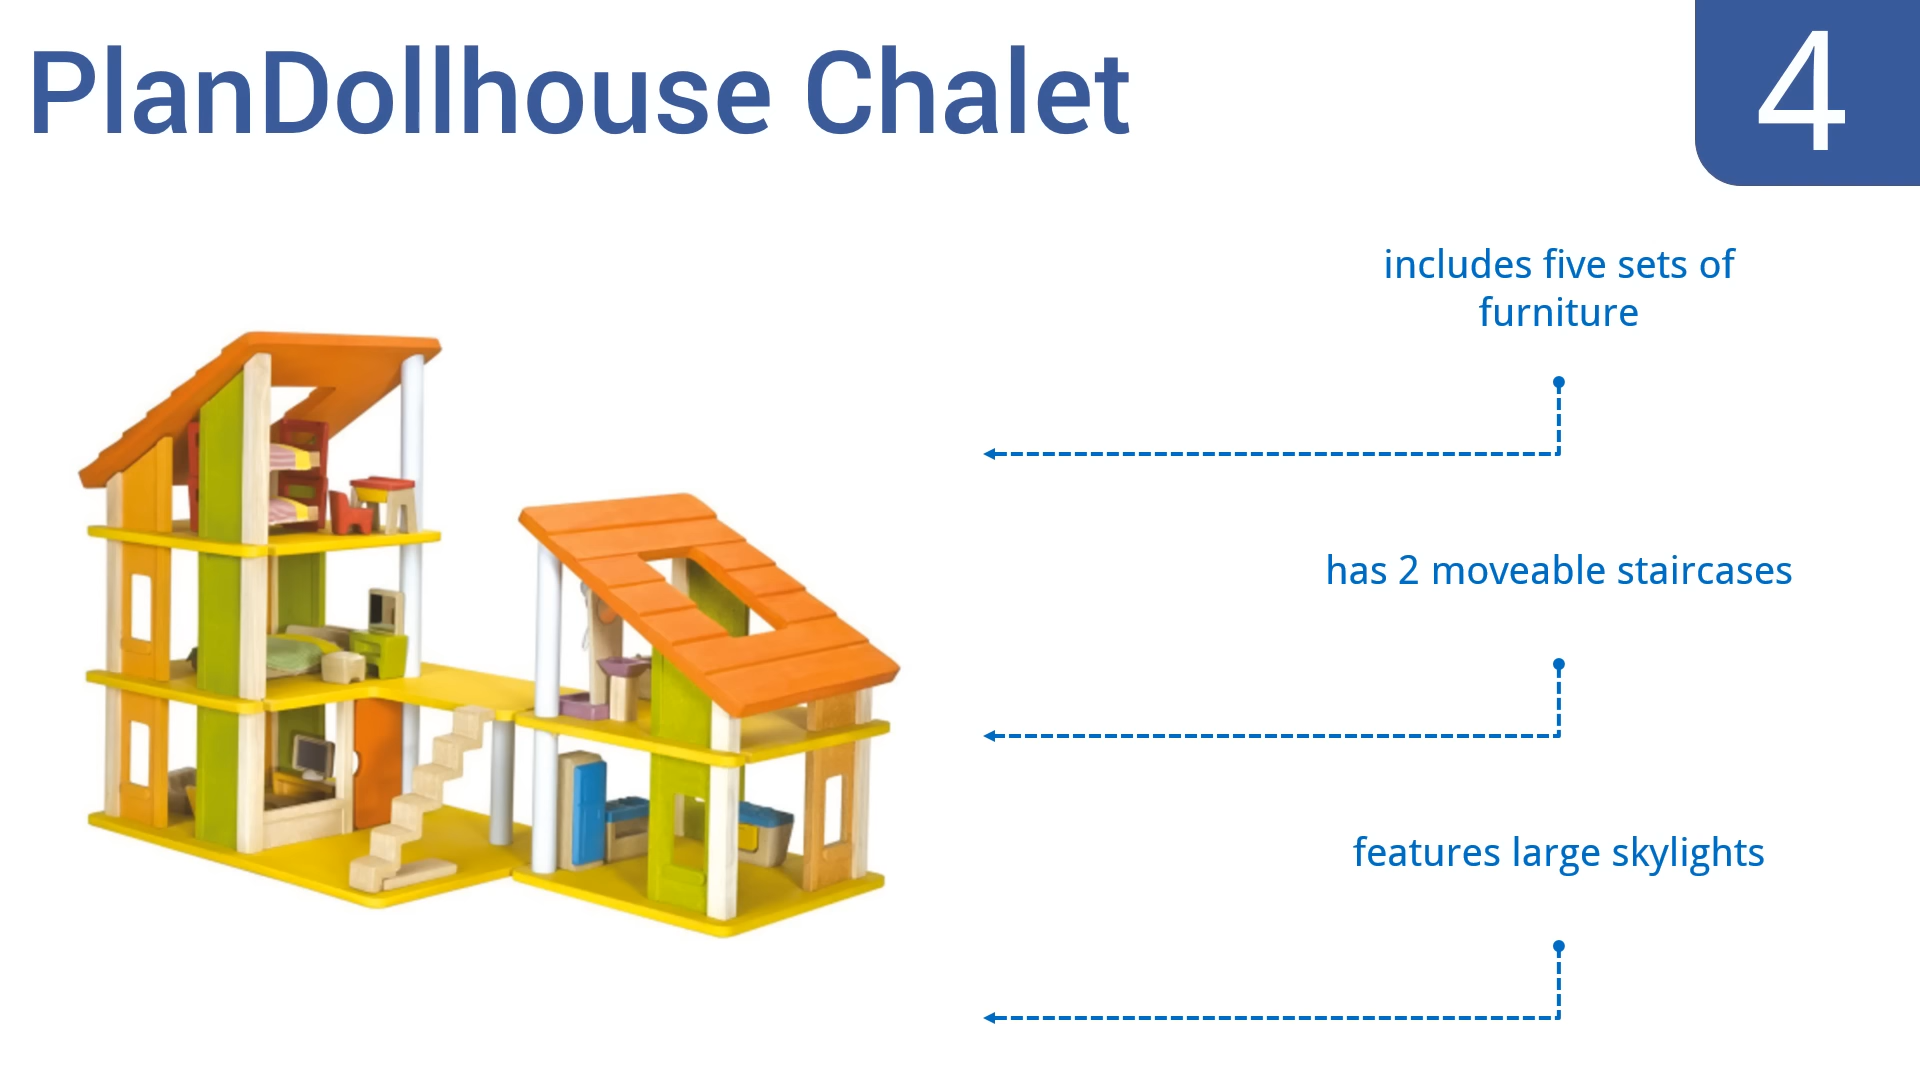 PlanDollhouse Chalet
4
includes five sets of
furniture
has 2 moveable staircases
features large skylights